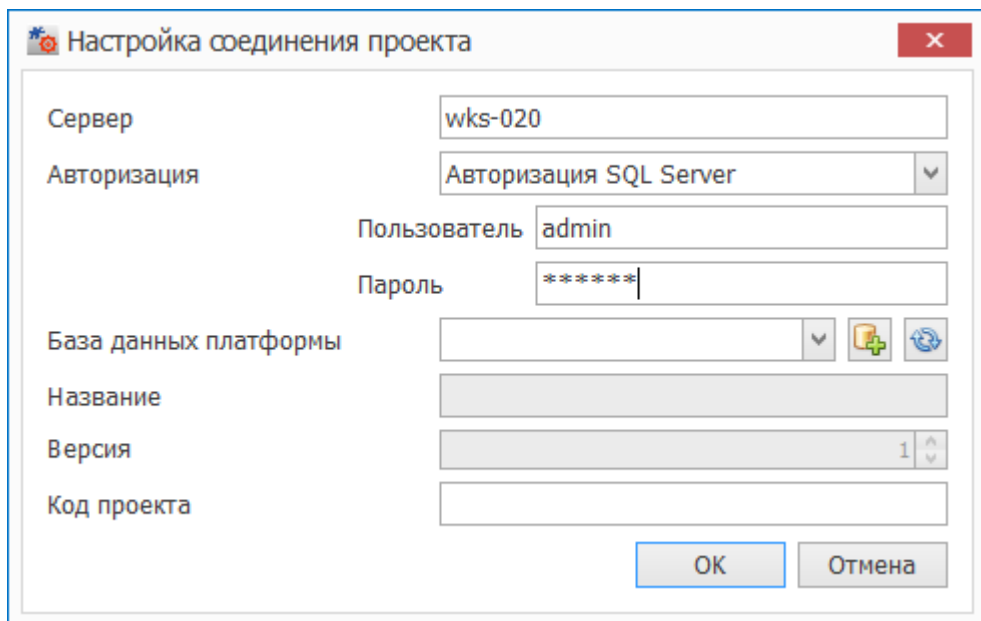 Настройка соединения проекта
Сервер wks-020
Авторизация Авторизация SQL Server
Пользователь admin
Пароль ******
База данных платформы
Название
Версия 1
Код проекта
ОК Отмена